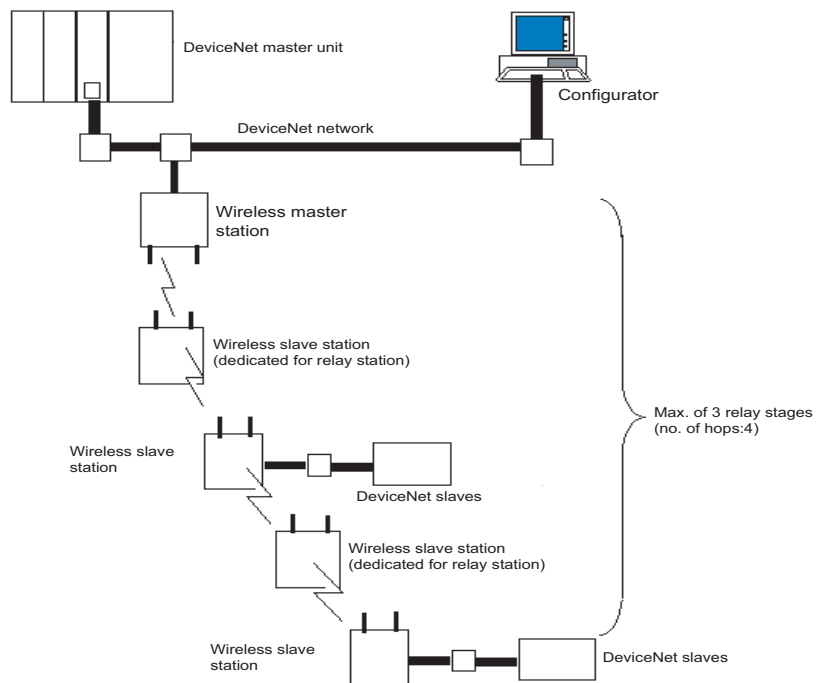 DeviceNet master unit
Configurator
DeviceNet network
Wireless master
station
Wireless slave station
(dedicated for relay station)
Max. of 3 relay stages
(no. of hops:4)
Wireless slave
station
DeviceNet slaves
Wireless slave station
(dedicated for relay station)
Wireless slave
station
DeviceNet slaves